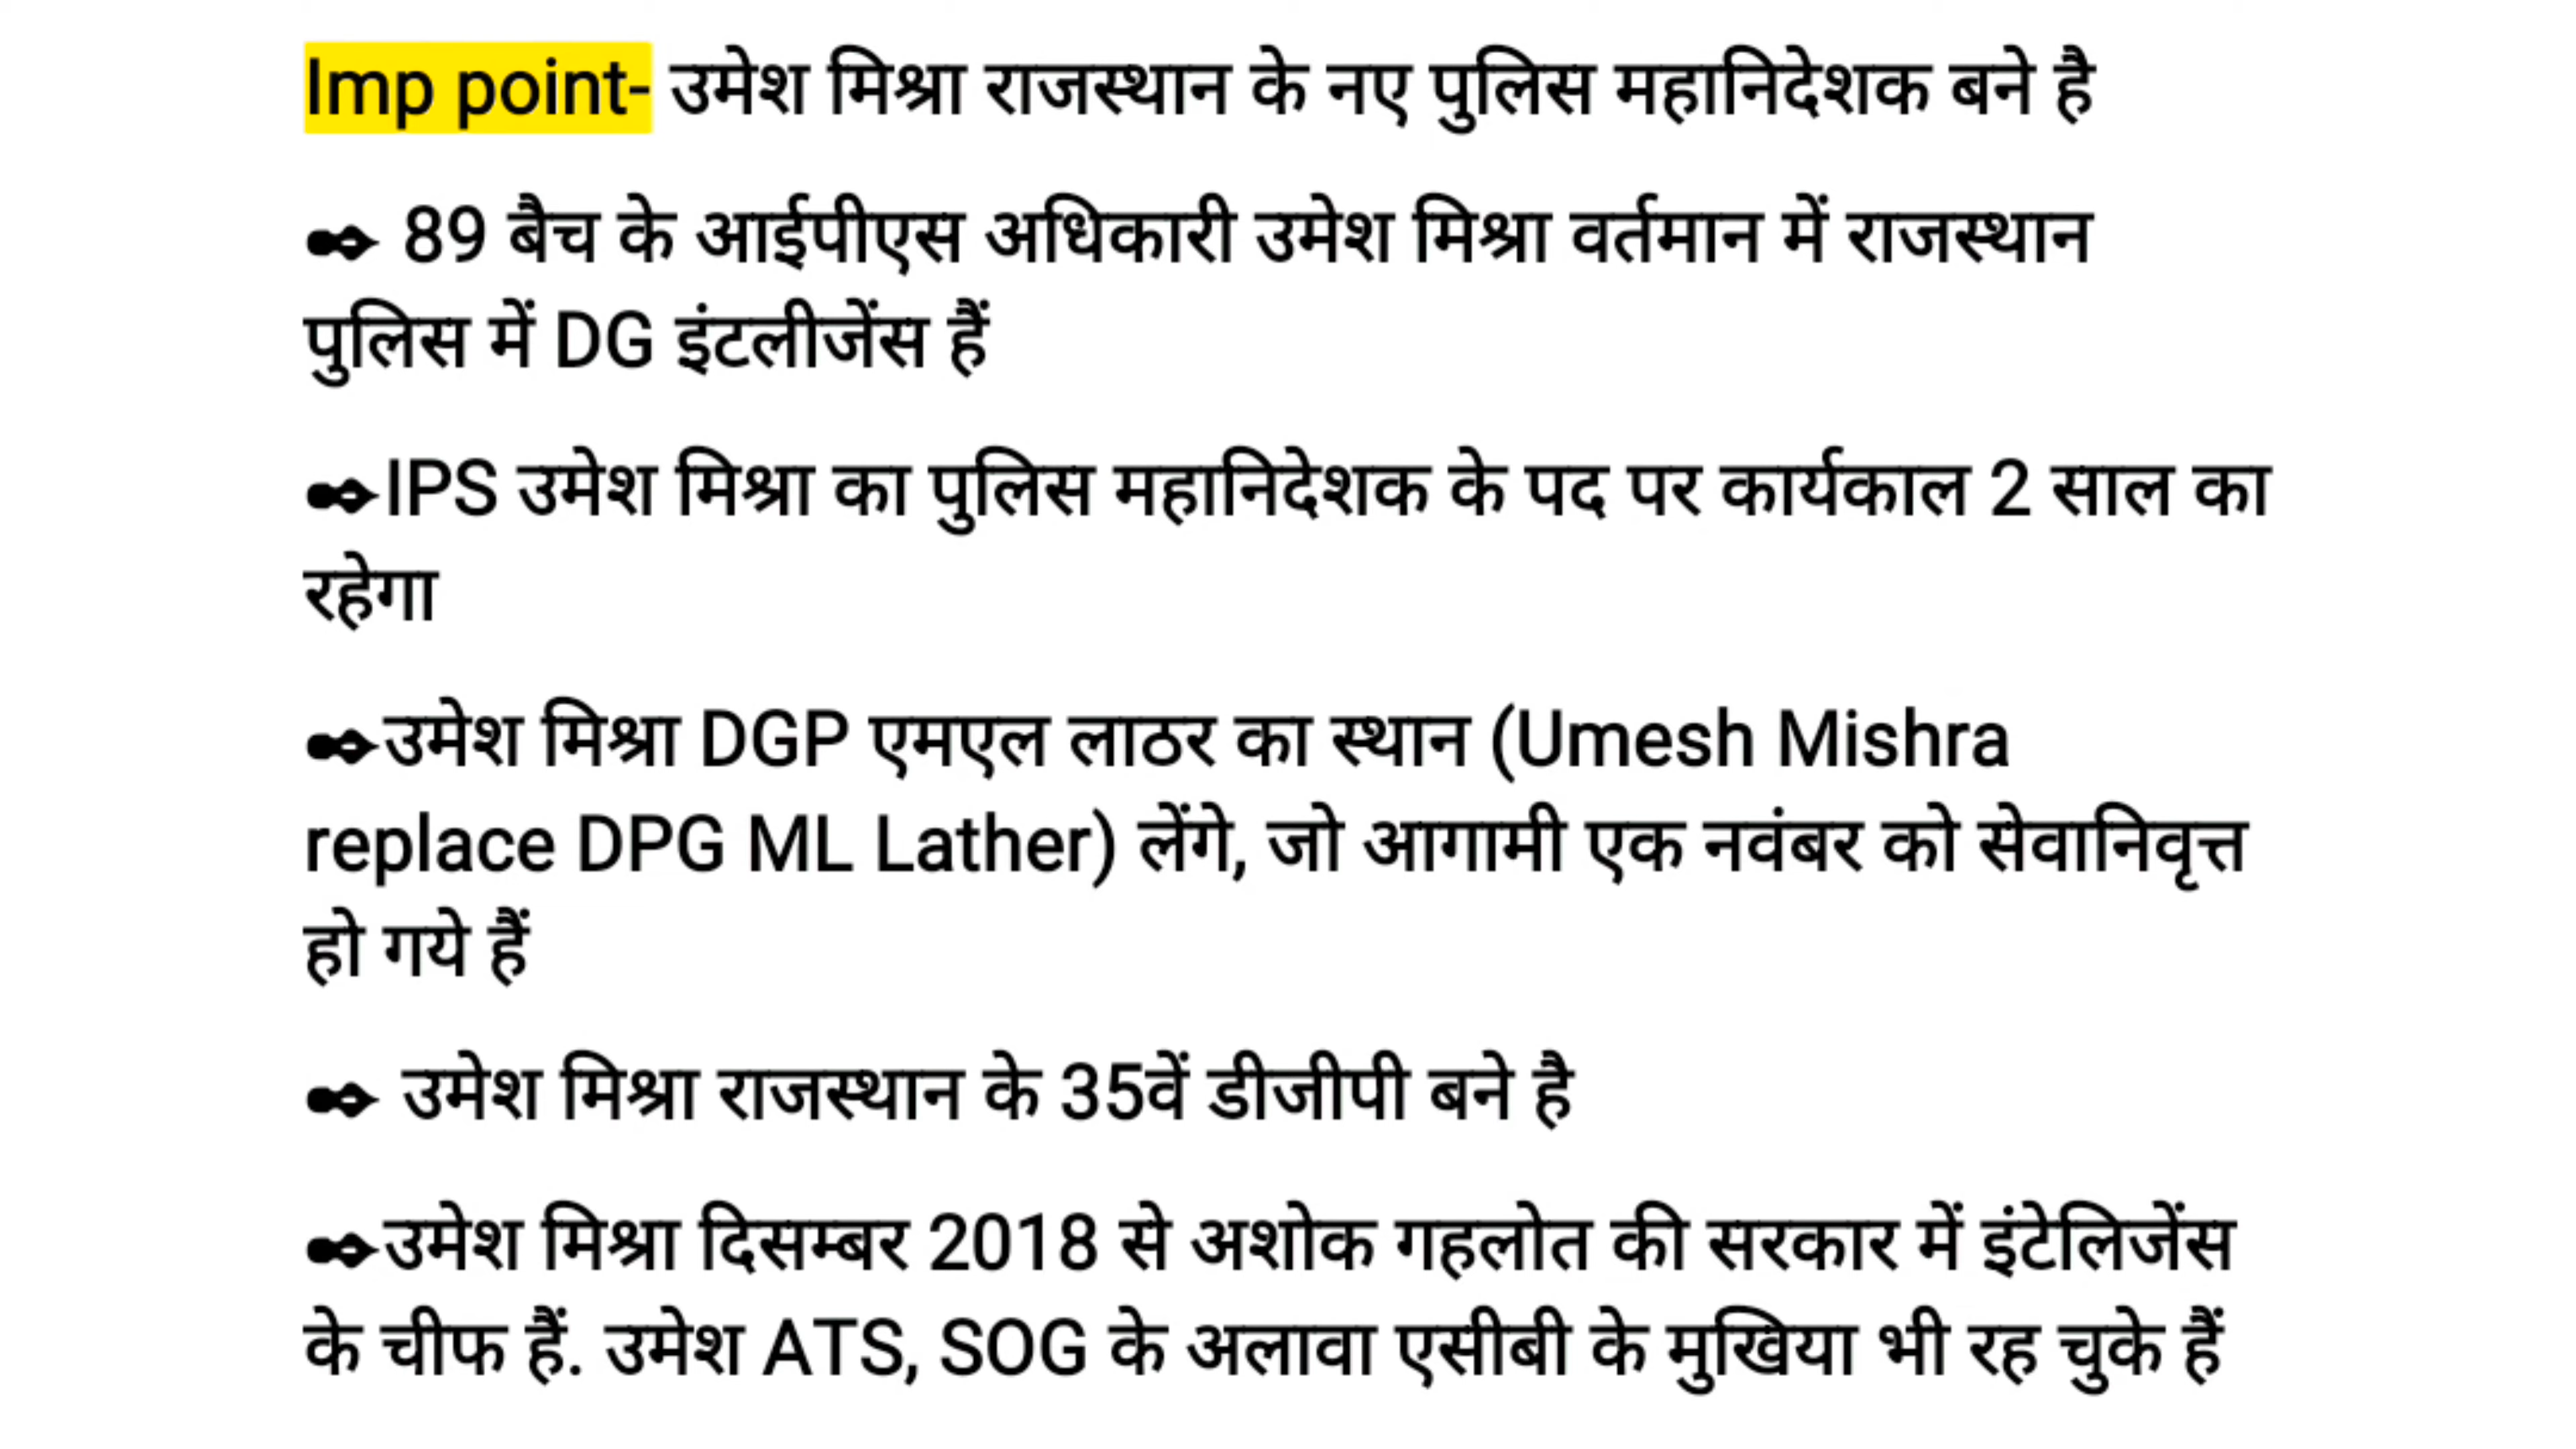 Imp point- उमेश मिश्रा राजस्थान के नए पुलिस महानिदेशक बने है
✒ 89 बैच के आईपीएस अधिकारी उमेश मिश्रा वर्तमान में राजस्थान
पुलिस में DG इंटलीजेंस हैं
✒IPS उमेश मिश्रा का पुलिस महानिदेशक के पद पर कार्यकाल 2 साल का
रहेगा
✒उमेश मिश्रा DGP एमएल लाठर का स्थान (Umesh Mishra
replace DPG ML Lather) लेंगे, जो आगामी एक नवंबर को सेवानिवृत्त
हो गये हैं
✒ उमेश मिश्रा राजस्थान के 35वें डीजीपी बने है
✒उमेश मिश्रा दिसम्बर 2018 से अशोक गहलोत की सरकार में इंटेलिजेंस
के चीफ हैं. उमेश ATS, SOG के अलावा एसीबी के मुखिया भी रह चुके हैं